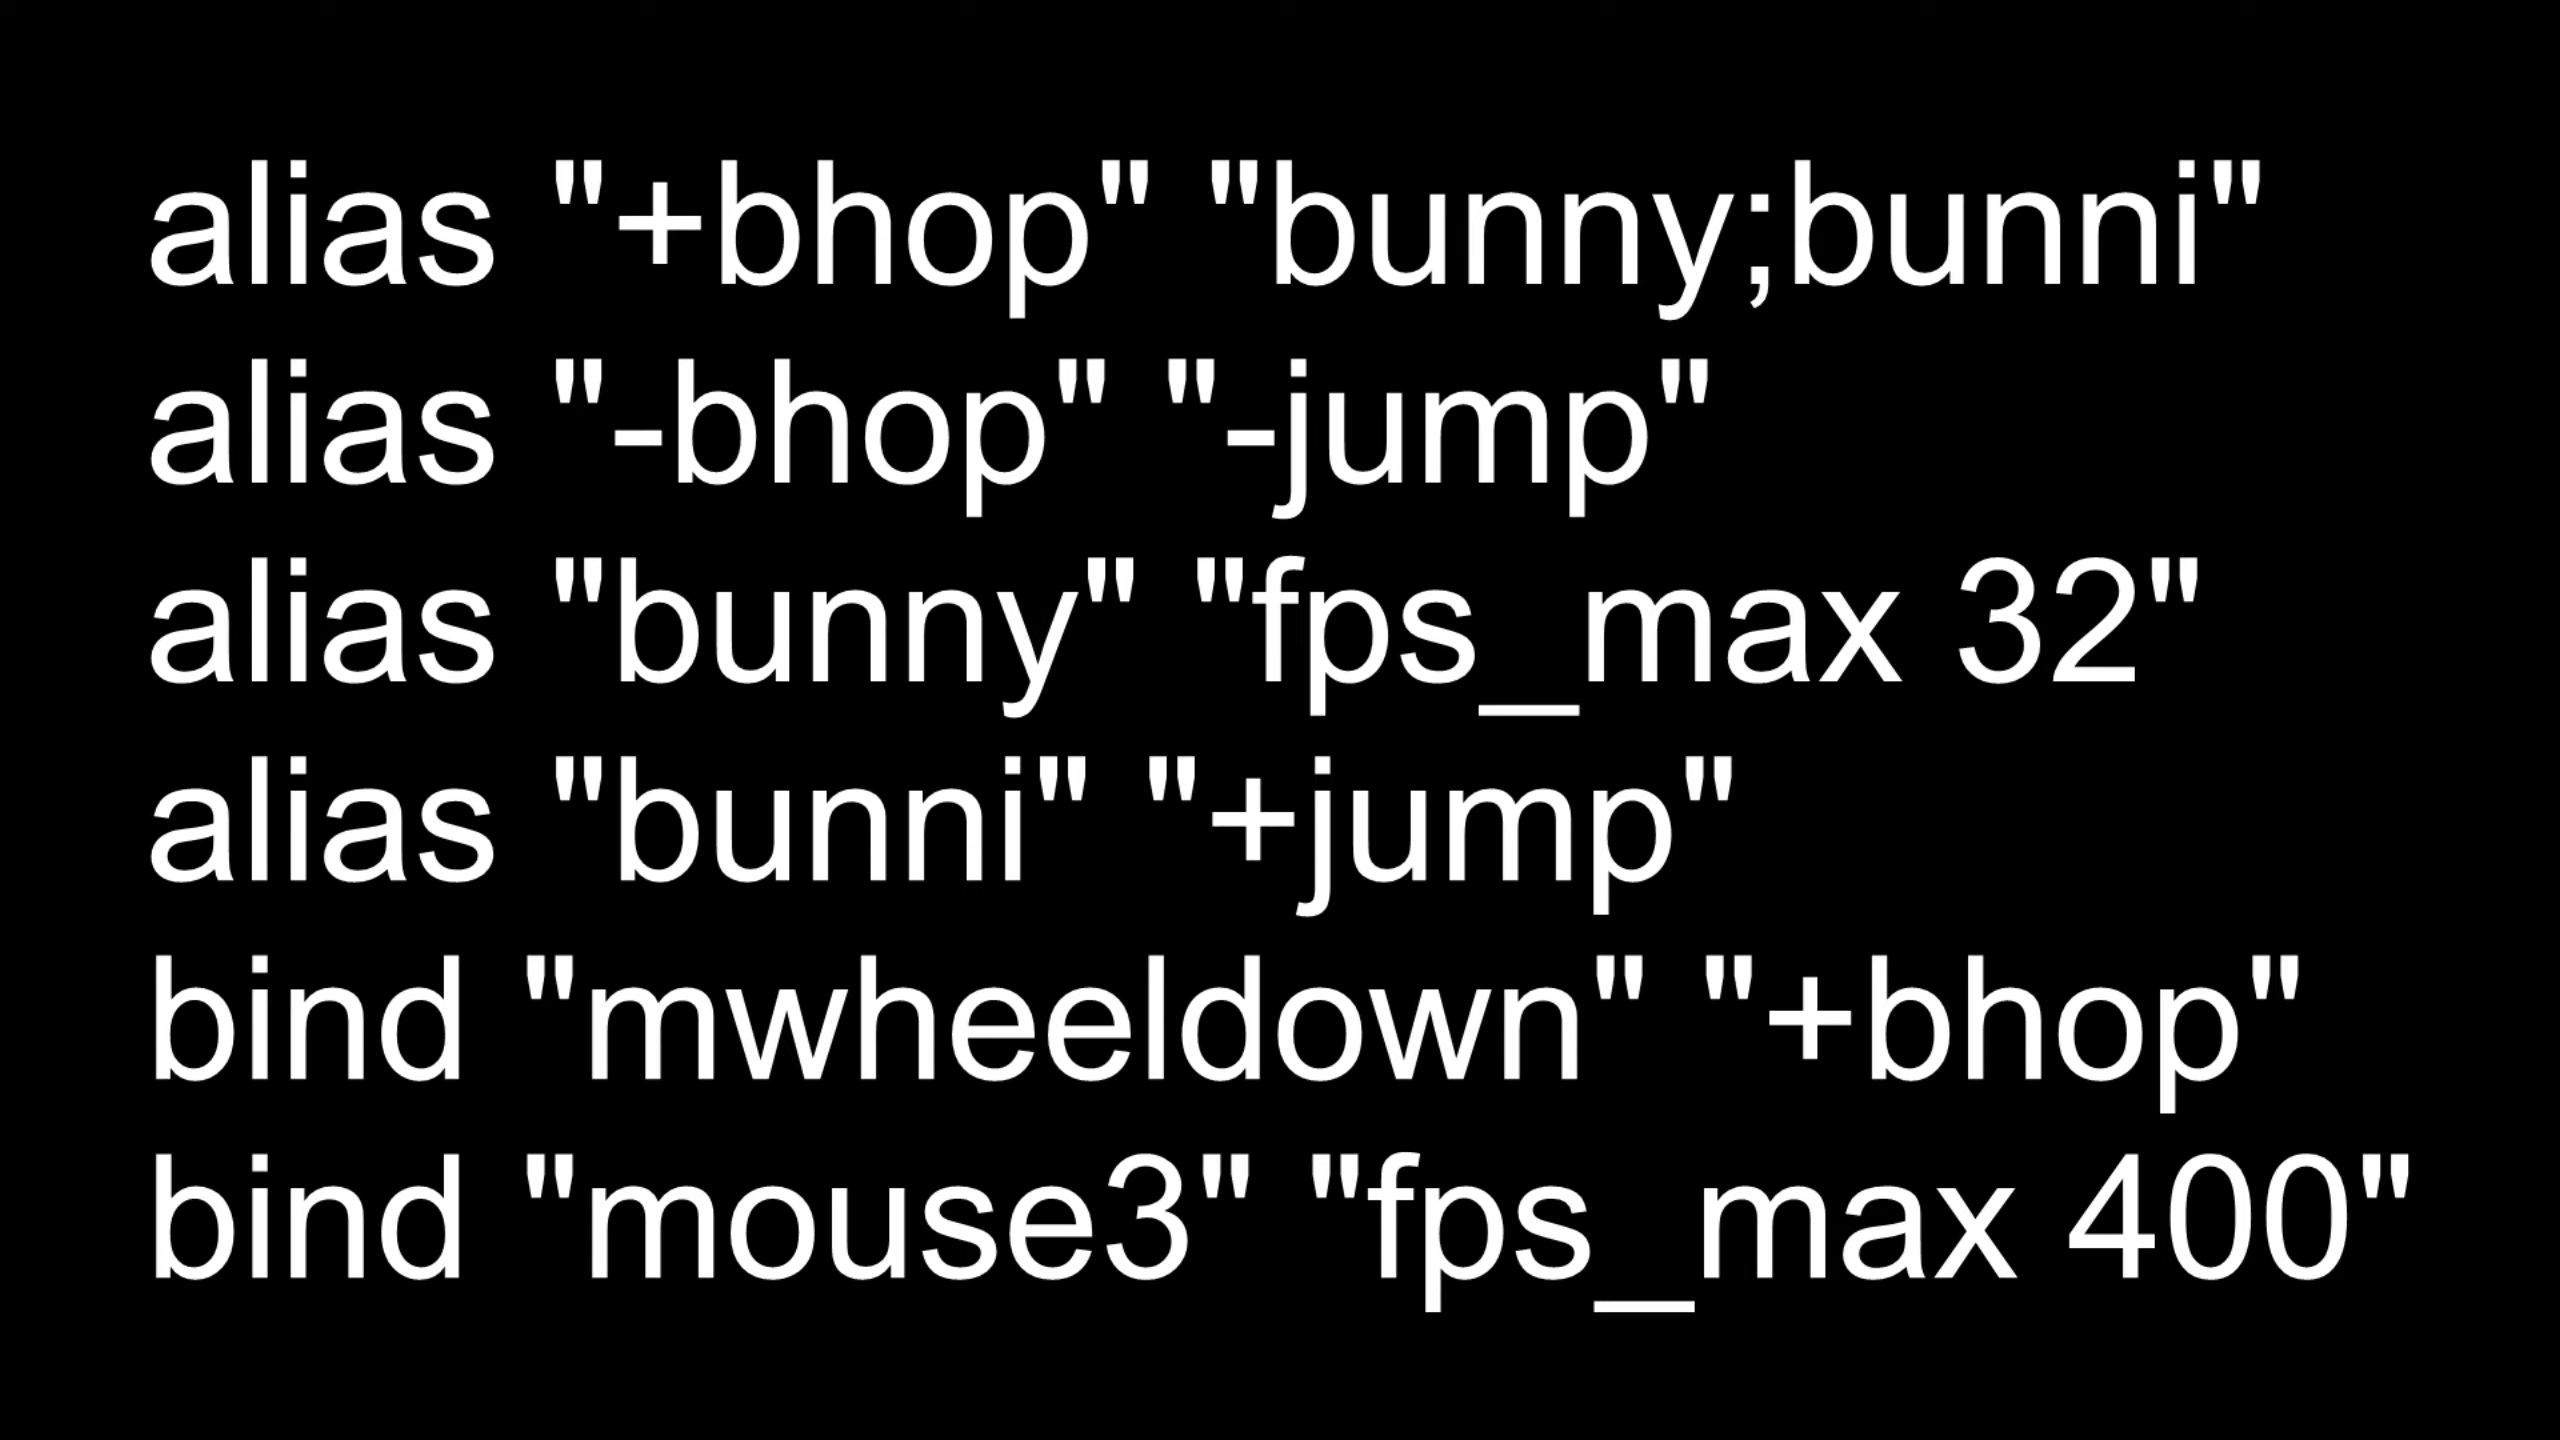 alias "+bhop" "bunny;bunni"
alias "-bhop" "-jump"
alias "bunny" "fps_max 32"
alias "bunni" "+jump"
bind "mwheeldown" "+bhop"
bind "mouse3" "fps_max 400"